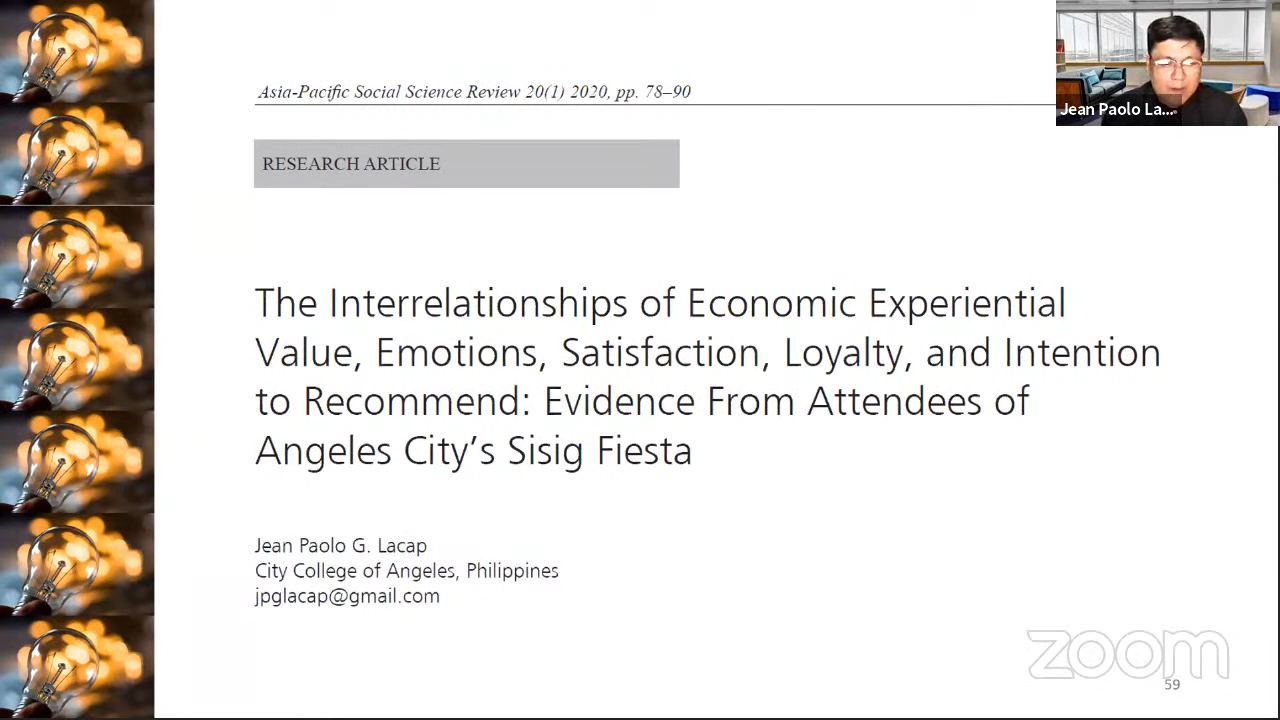 Asia-Pacific Social Science Review 20(1) 2020, pp. 78–90
Jean Paolo La...
RESEARCH ARTICLE
The Interrelationships of Economic Experiential
Value, Emotions, Satisfaction, Loyalty, and Intention
to Recommend: Evidence From Attendees of
Angeles City’s Sisig Fiesta
Jean Paolo G. Lacap
City College of Angeles, Philippines
jpglacap@gmail.com
zoom
59